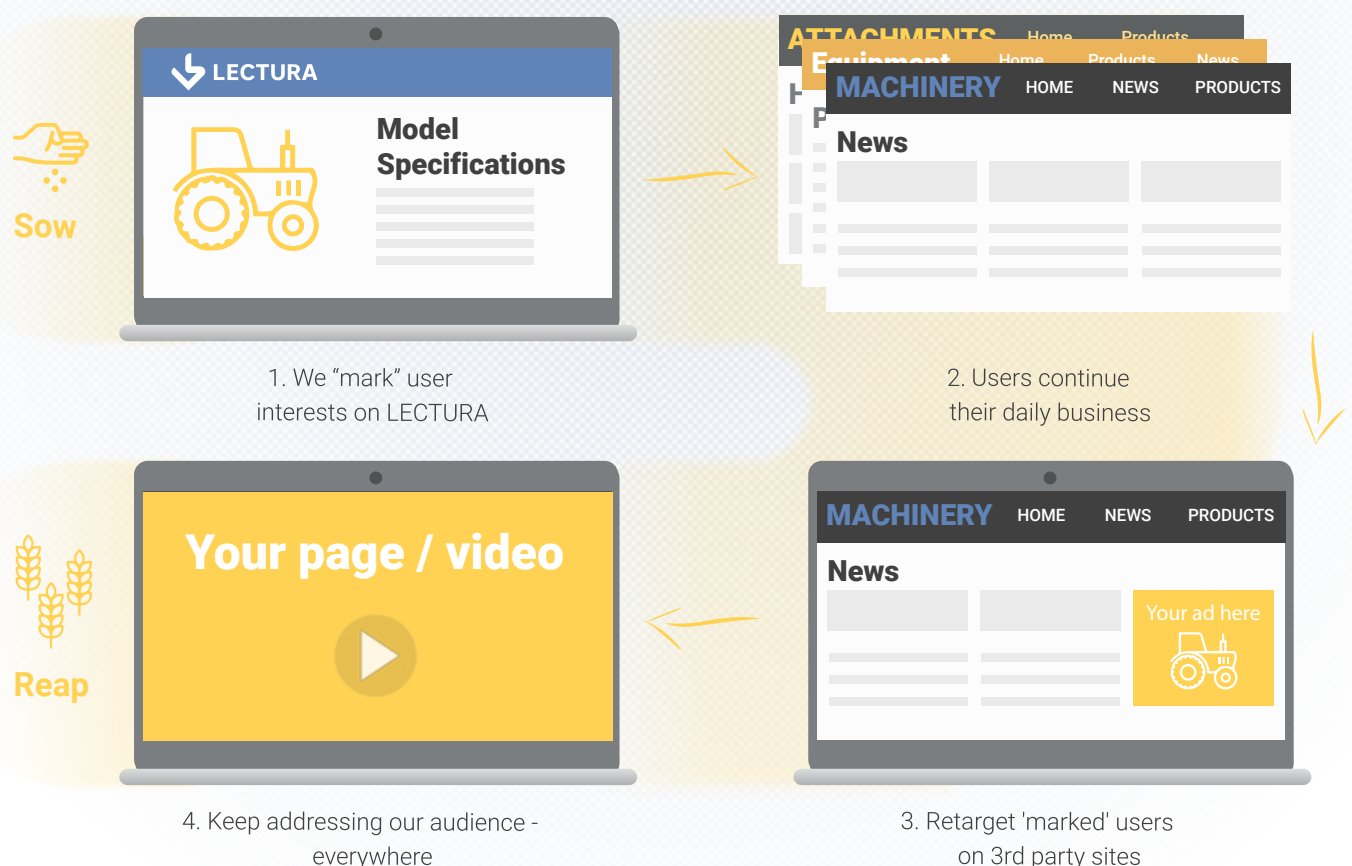 LECTURA
Model
Specifications
Sow
1. We “mark” user
interests on LECTURA
ATTACHMENTS Home Products
Equipment Home Products News
MACHINERY HOME NEWS PRODUCTS
H
P
News
2. Users continue
their daily business
MACHINERY HOME NEWS PRODUCTS
News
Your ad here
3. Retarget 'marked' users
on 3rd party sites
Your page / video
Reap
4. Keep addressing our audience -
everywhere